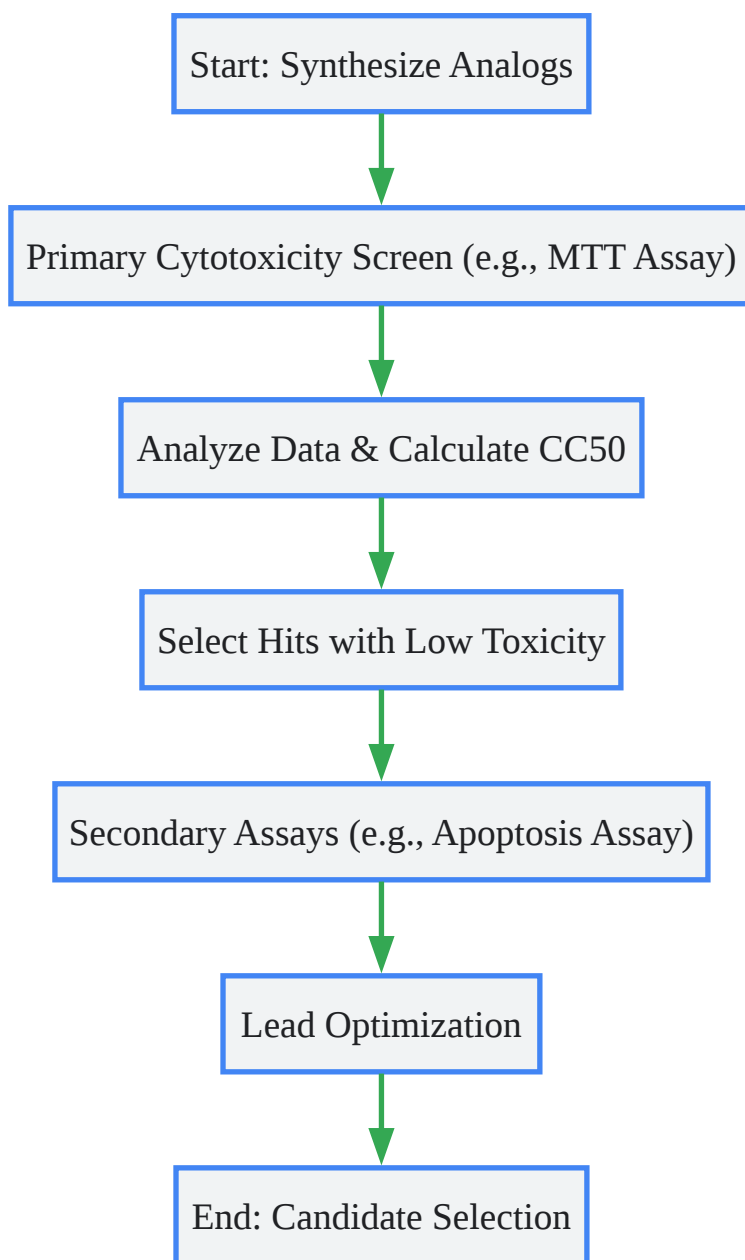 Start: Synthesize Analogs
Primary Cytotoxicity Screen (e.g., MTT Assay)
Analyze Data & Calculate CC50
Select Hits with Low Toxicity
Secondary Assays (e.g., Apoptosis Assay)
Lead Optimization
End: Candidate Selection